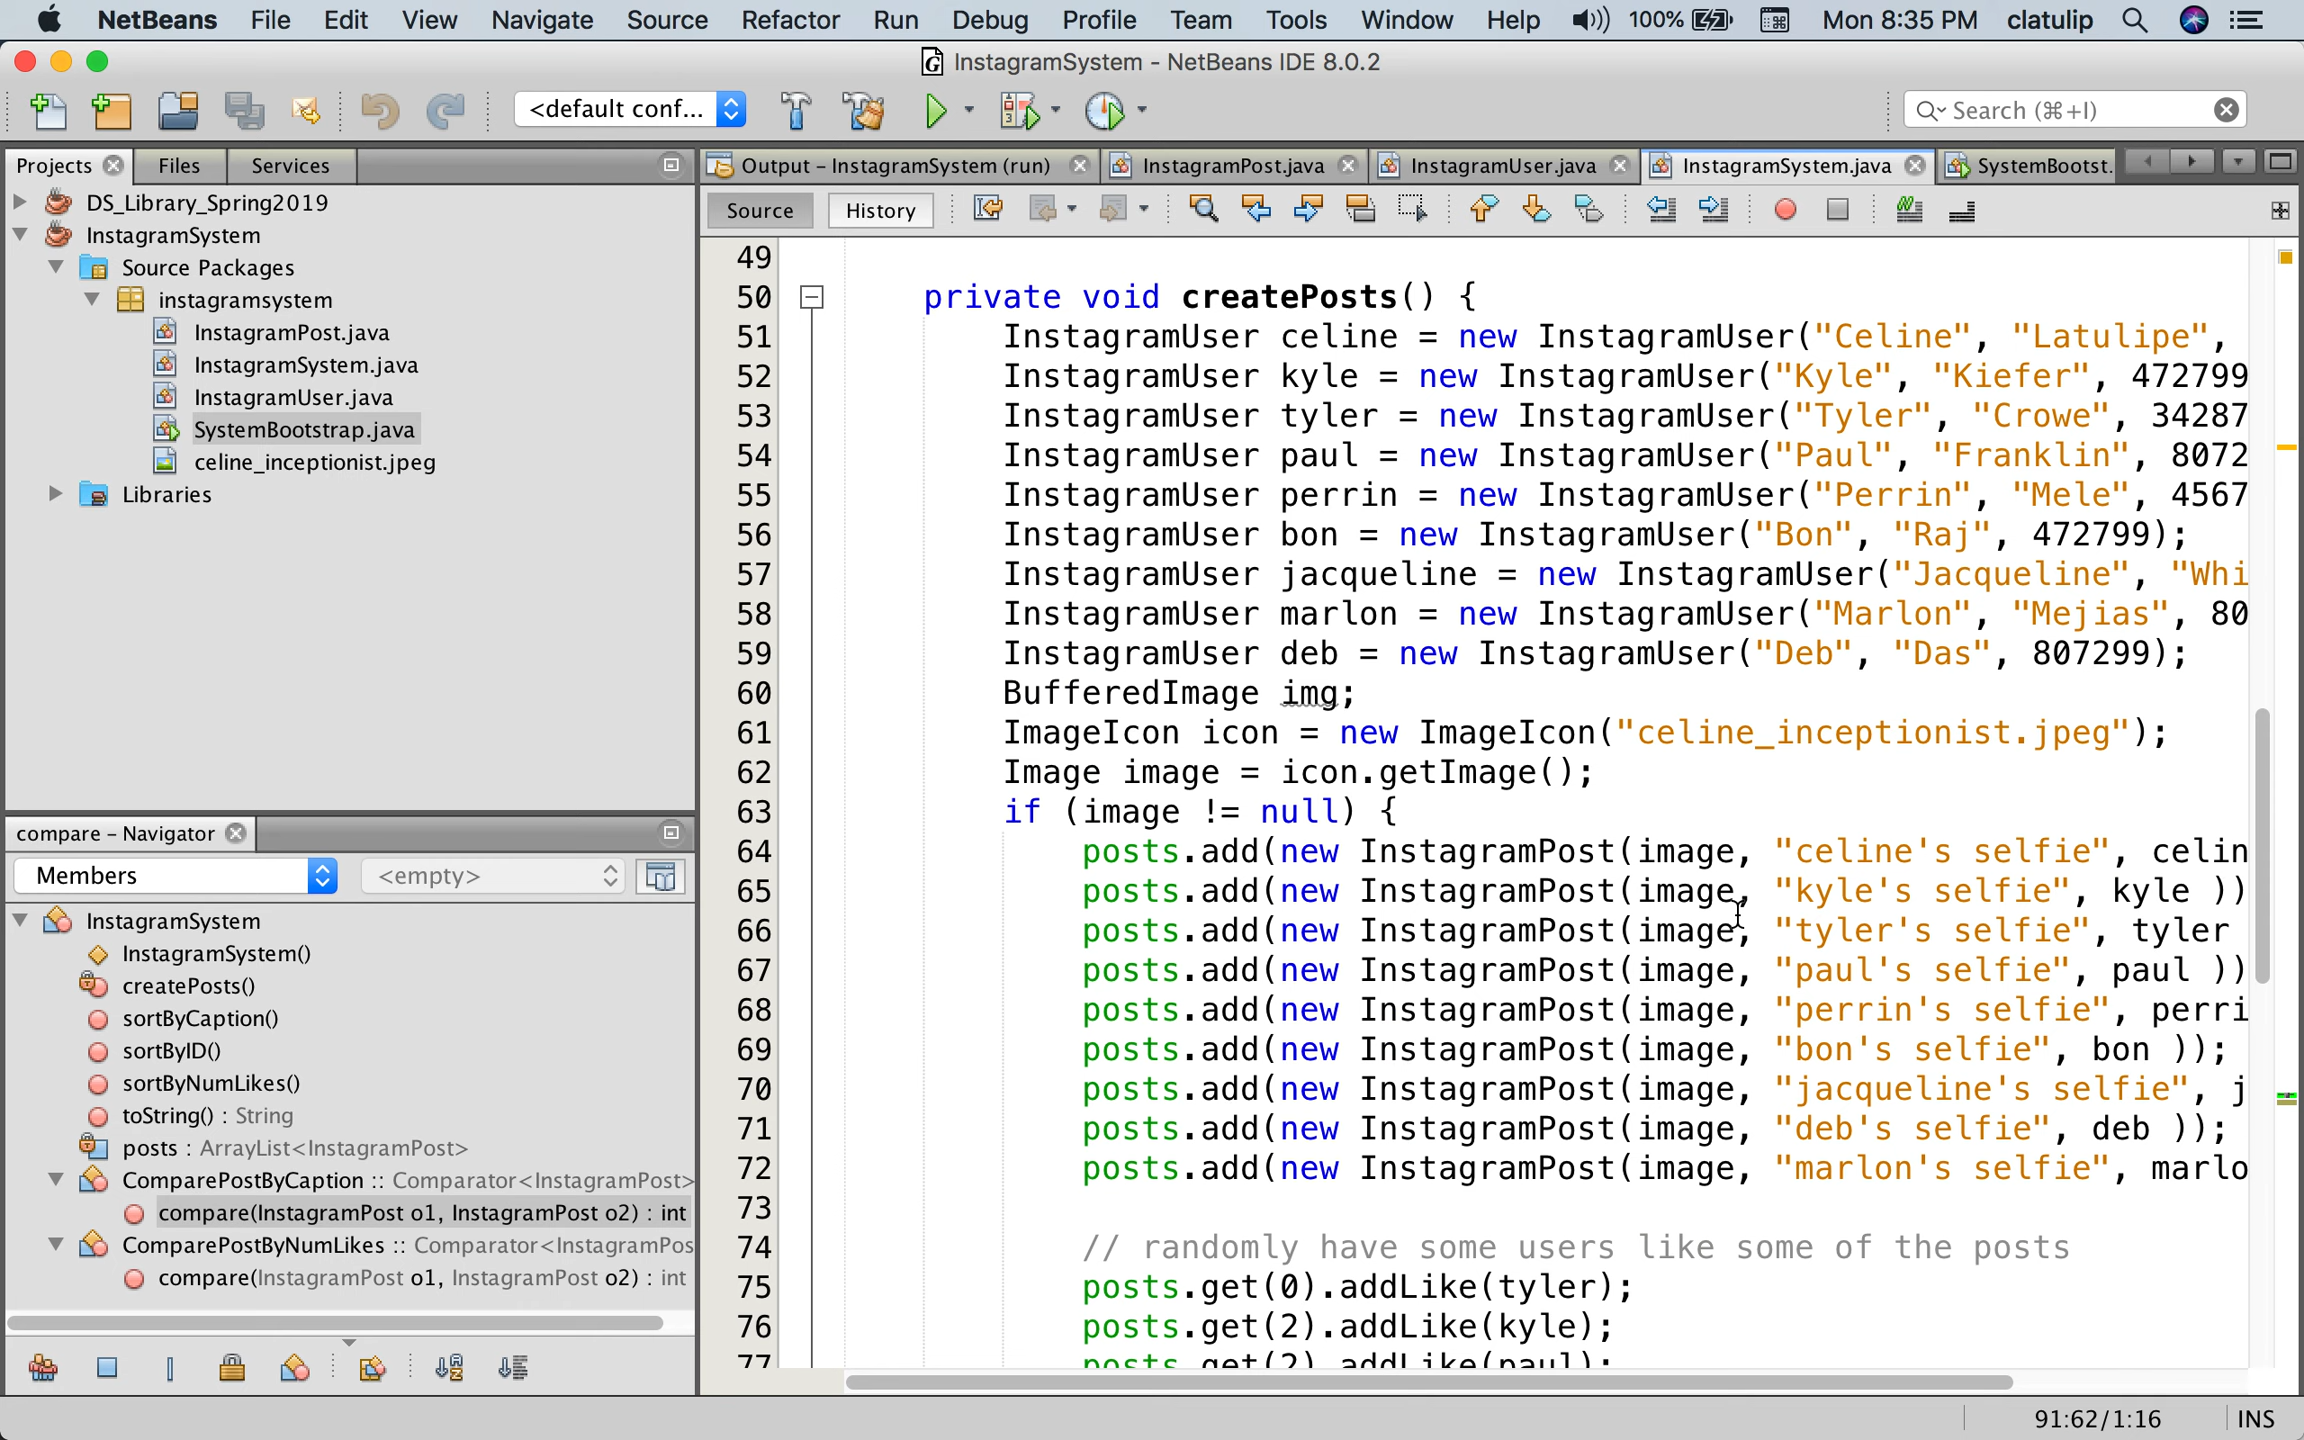 NetBeans File Edit View Navigate Source Refactor Run Debug Profile Team Tools Window Help 100% Mon 8:35 PM clatulip
InstagramSystem - NetBeans IDE 8.0.2
<default conf... Search (⌘+I)
Projects Files Services
Output - InstagramSystem (run) InstagramPost.java InstagramUser.java InstagramSystem.java SystemBootst.
Source History
DS_Library_Spring2019
InstagramSystem
Source Packages
instagramsystem
InstagramPost.java
InstagramSystem.java
InstagramUser.java
SystemBootstrap.java
celine_inceptionist.jpeg
Libraries
compare - Navigator
Members <empty>
InstagramSystem
InstagramSystem()
createPosts()
sortByCaption()
sortByID()
sortByNumLikes()
toString() : String
posts : ArrayList<InstagramPost>
ComparePostByCaption :: Comparator<InstagramPost>
compare(InstagramPost o1, InstagramPost o2) : int
ComparePostByNumLikes :: Comparator<InstagramPos
compare(InstagramPost o1, InstagramPost o2) : int
49
50 private void createPosts() {
51 InstagramUser celine = new InstagramUser("Celine", "Latulipe",
52 InstagramUser kyle = new InstagramUser("Kyle", "Kiefer", 472799
53 InstagramUser tyler = new InstagramUser("Tyler", "Crowe", 34287
54 InstagramUser paul = new InstagramUser("Paul", "Franklin", 8072
55 InstagramUser perrin = new InstagramUser("Perrin", "Mele", 4567
56 InstagramUser bon = new InstagramUser("Bon", "Raj", 472799);
57 InstagramUser jacqueline = new InstagramUser("Jacqueline", "Whi
58 InstagramUser marlon = new InstagramUser("Marlon", "Mejias", 80
59 InstagramUser deb = new InstagramUser("Deb", "Das", 807299);
60 BufferedImage img;
61 ImageIcon icon = new ImageIcon("celine_inceptionist.jpeg");
62 Image image = icon.getImage();
63 if (image != null) {
64 posts.add(new InstagramPost(image, "celine's selfie", celin
65 posts.add(new InstagramPost(image, "kyle's selfie", kyle ))
66 posts.add(new InstagramPost(image, "tyler's selfie", tyler
67 posts.add(new InstagramPost(image, "paul's selfie", paul ))
68 posts.add(new InstagramPost(image, "perrin's selfie", perri
69 posts.add(new InstagramPost(image, "bon's selfie", bon ));
70 posts.add(new InstagramPost(image, "jacqueline's selfie", j
71 posts.add(new InstagramPost(image, "deb's selfie", deb ));
72 posts.add(new InstagramPost(image, "marlon's selfie", marlo
73
74 // randomly have some users like some of the posts
75 posts.get(0).addLike(tyler);
76 posts.get(2).addLike(kyle);
77 posts.get(2).addLike(paul);
91:62/1:16 INS